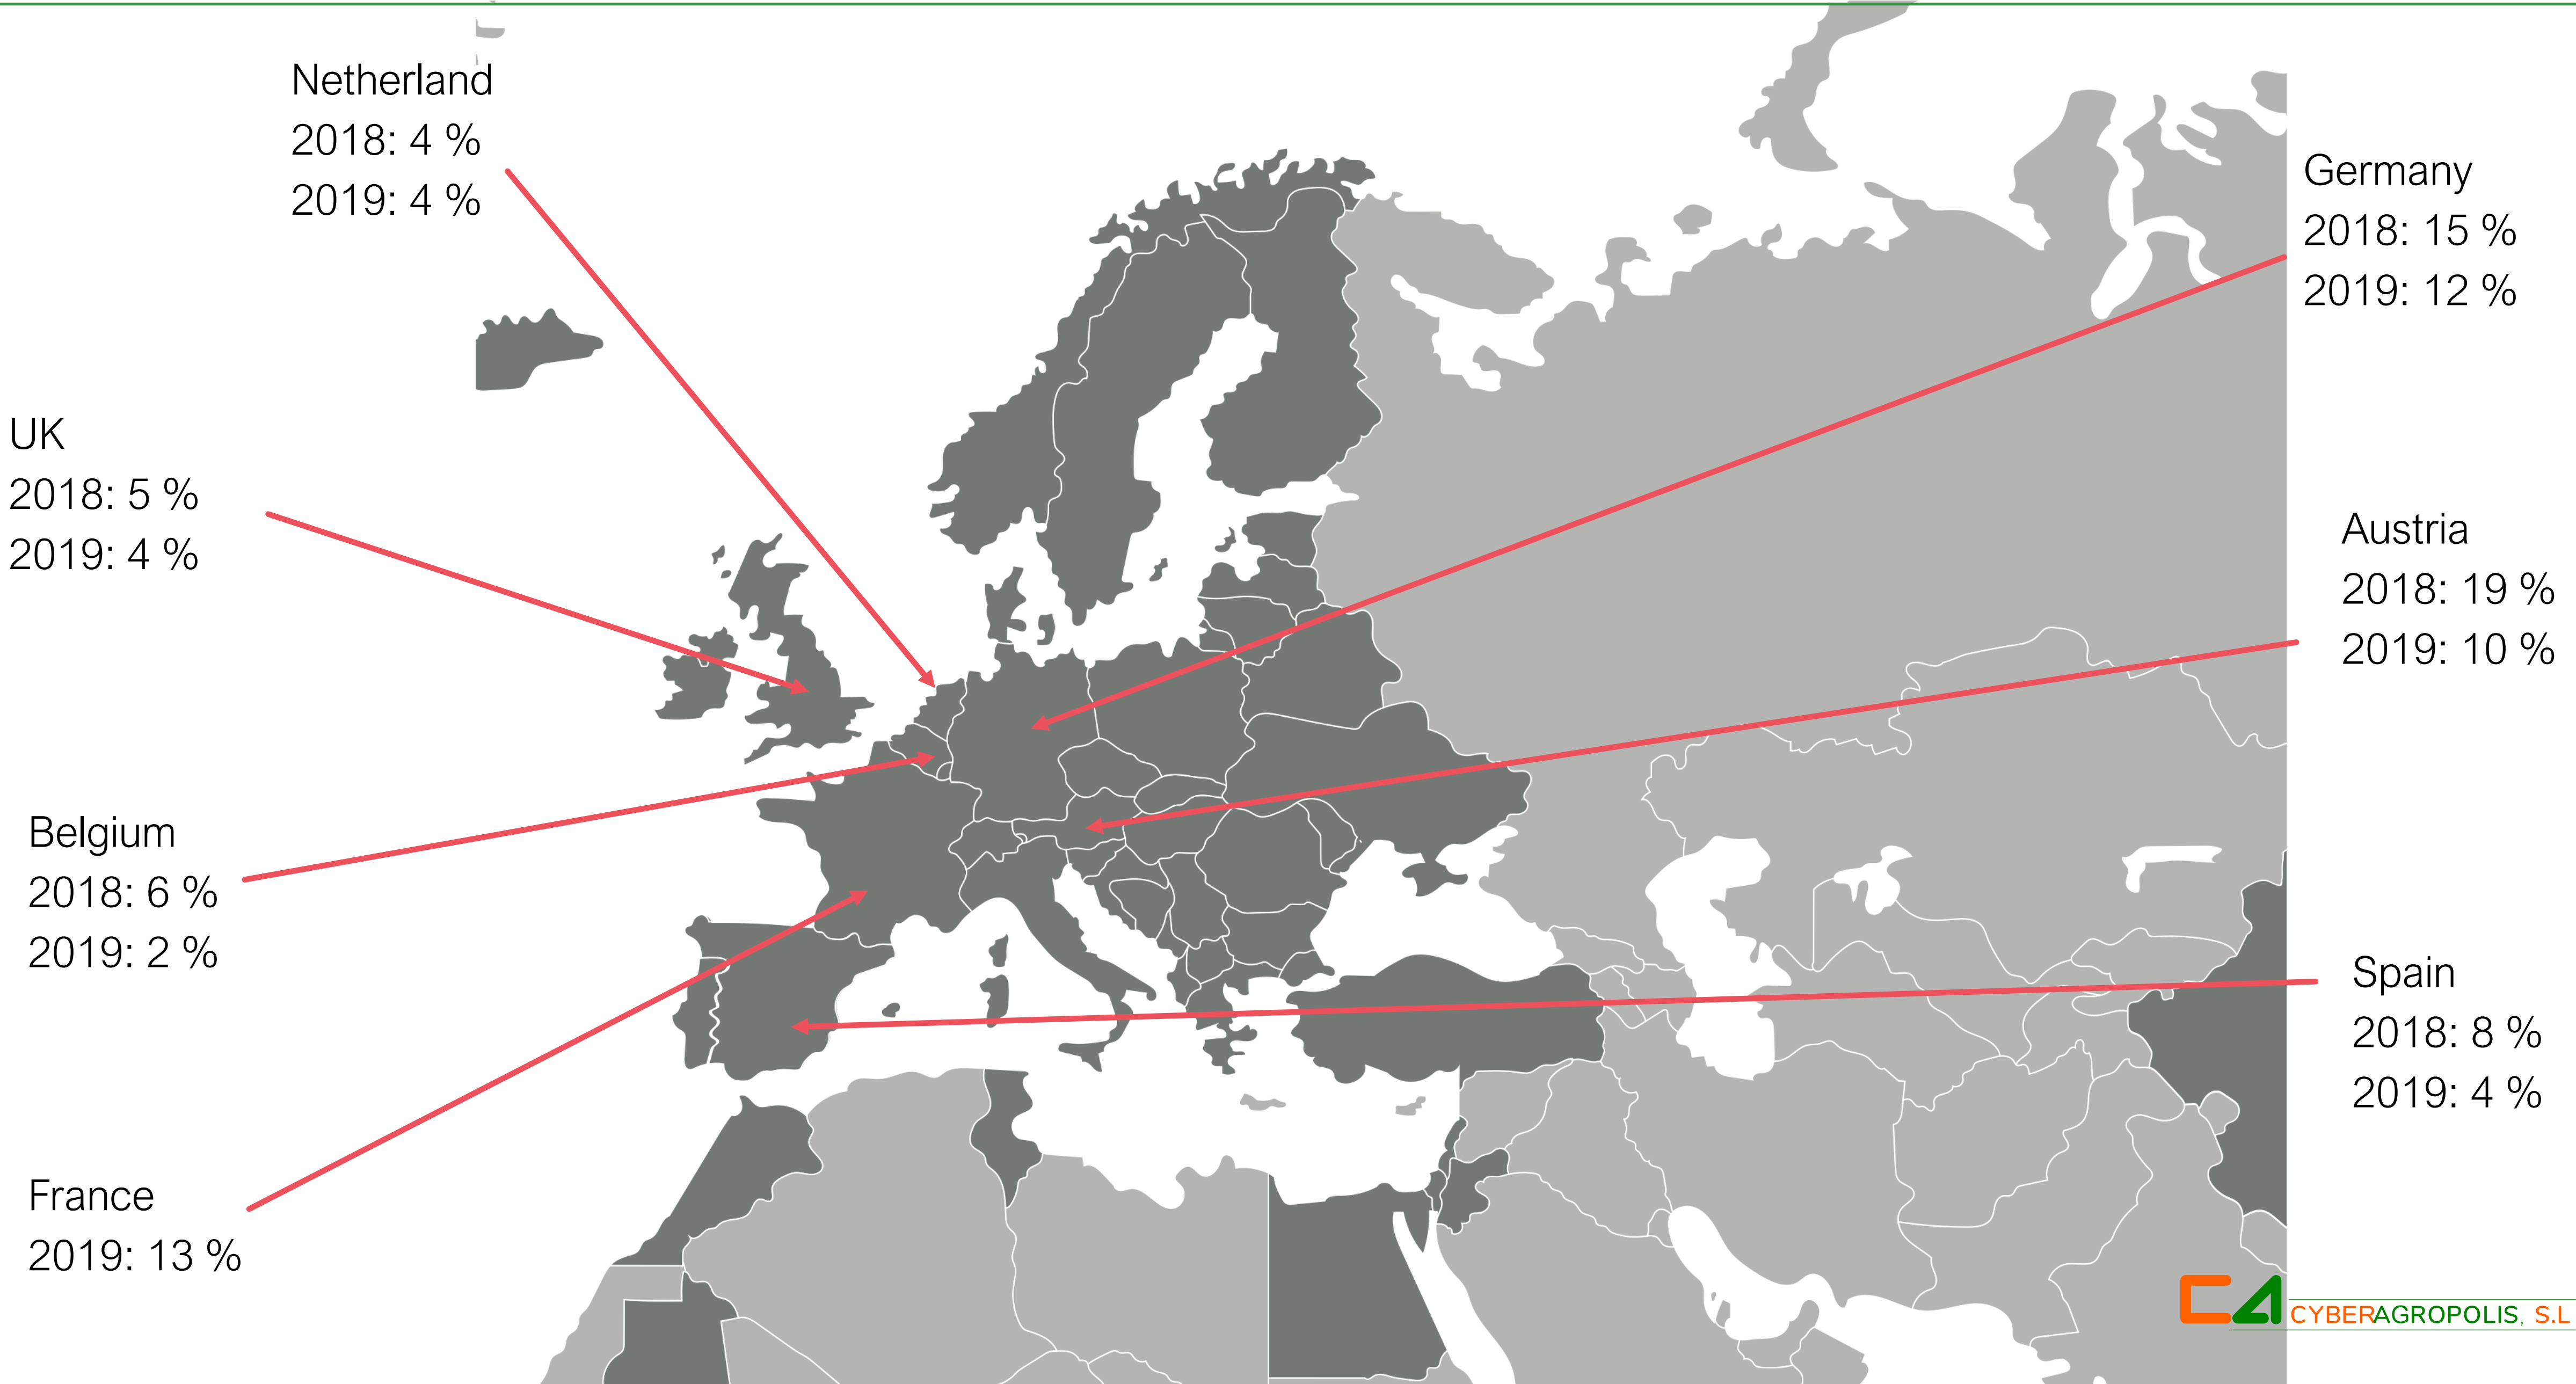 Netherland
2018: 4 %
2019: 4 %
Germany
2018: 15 %
2019: 12 %
UK
2018: 5 %
2019: 4 %
Austria
2018: 19 %
2019: 10 %
Belgium
2018: 6 %
2019: 2 %
Spain
2018: 8 %
2019: 4 %
France
2019: 13 %
CA CYBERAGROPOLIS, S.L